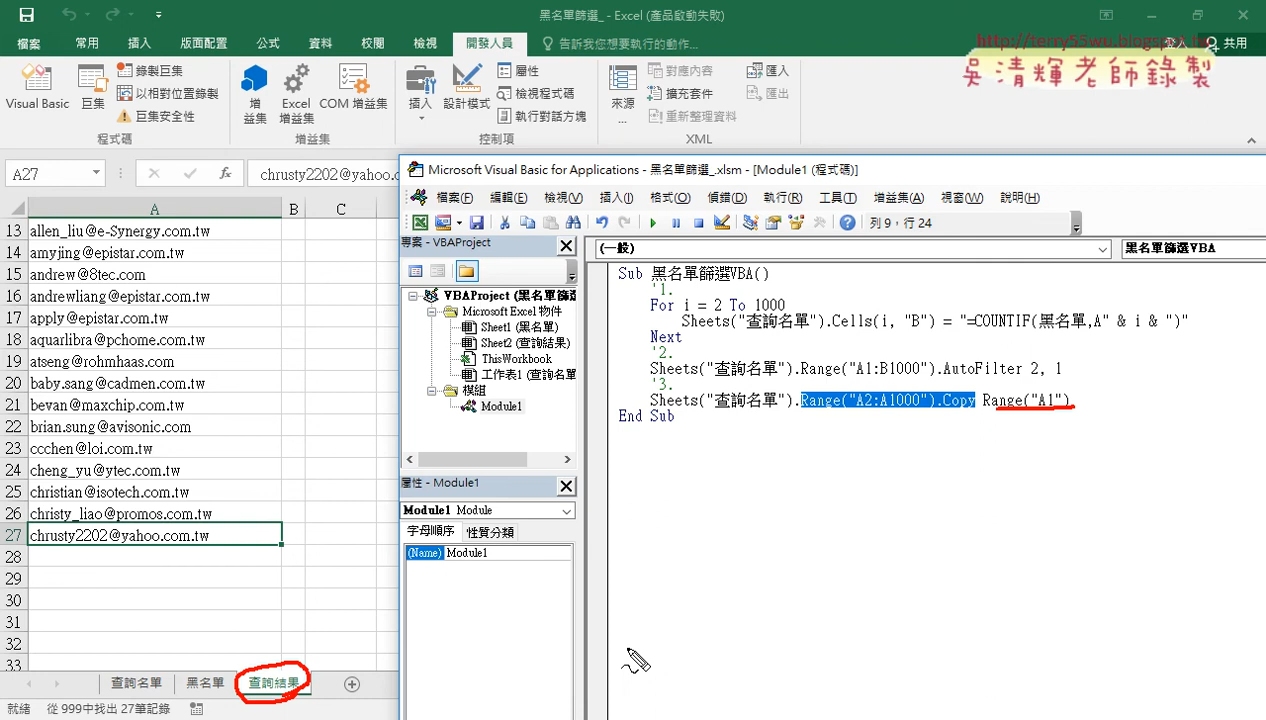 黑名單篩選_ - Excel (產品啟動失敗)
檔案 常用 插入 版面配置 公式 資料 校閱 檢視 開發人員 告訴我您想要執行的動作... 登入 共用
http://terry55wu.blogspot.tw
吳清輝老師錄製
Visual Basic 巨集 錄製巨集 以相對位置錄製 巨集安全性 程式碼
增益集 Excel 增益集 COM 增益集 增益集
插入 設計模式 屬性 檢視程式碼 執行對話方塊 控制項
來源... 對應內容 擴充套件 重新整理資料 匯入 匯出 XML
A27 fx chrusty2202@yahoo.c
A B C
13 allen_liu@e-Synergy.com.tw
14 amyjing@epistar.com.tw
15 andrew@8tec.com
16 andrewliang@epistar.com.tw
17 apply@epistar.com.tw
18 aquarlibra@pchome.com.tw
19 atseng@rohmhaas.com
20 baby.sang@cadmen.com.tw
21 bevan@maxchip.com.tw
22 brian.sung@avisonic.com
23 ccchen@loi.com.tw
24 cheng_yu@ytec.com.tw
25 christian@isotech.com.tw
26 christy_liao@promos.com.tw
27 chrusty2202@yahoo.com.tw
28
29
30
31
32
33
查詢名單 黑名單 查詢結果
就緒 從 999中找出 27筆記錄
Microsoft Visual Basic for Applications - 黑名單篩選_.xlsm - [Module1 (程式碼)]
檔案(F) 編輯(E) 檢視(V) 插入(I) 格式(O) 偵錯(D) 執行(R) 工具(T) 增益集(A) 視窗(W) 說明(H)
列 9，行 24
專案 - VBAProject
VBAProject (黑名單篩選
Microsoft Excel 物件
Sheet1 (黑名單)
Sheet2 (查詢結果)
ThisWorkbook
工作表1 (查詢名單
模組
Module1
屬性 - Module1
Module1 Module
字母順序 性質分類
(Name) Module1
(一般) 黑名單篩選VBA
Sub 黑名單篩選VBA()
'1.
For i = 2 To 1000
Sheets("查詢名單").Cells(i, "B") = "=COUNTIF(黑名單,A" & i & ")"
Next
'2.
Sheets("查詢名單").Range("A1:B1000").AutoFilter 2, 1
'3.
Sheets("查詢名單").Range("A2:A1000").Copy Range("A1")
End Sub